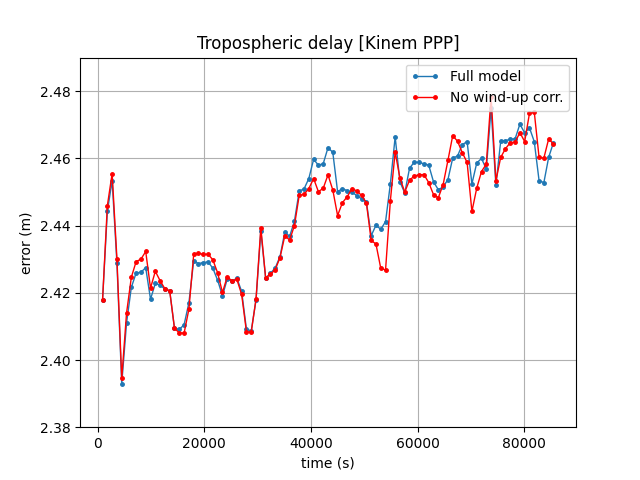 Tropospheric delay [Kinem PPP]
Full model
No wind-up corr.
error (m)
2.48
2.46
2.44
2.42
2.40
2.38
0
20000
40000
60000
80000
time (s)